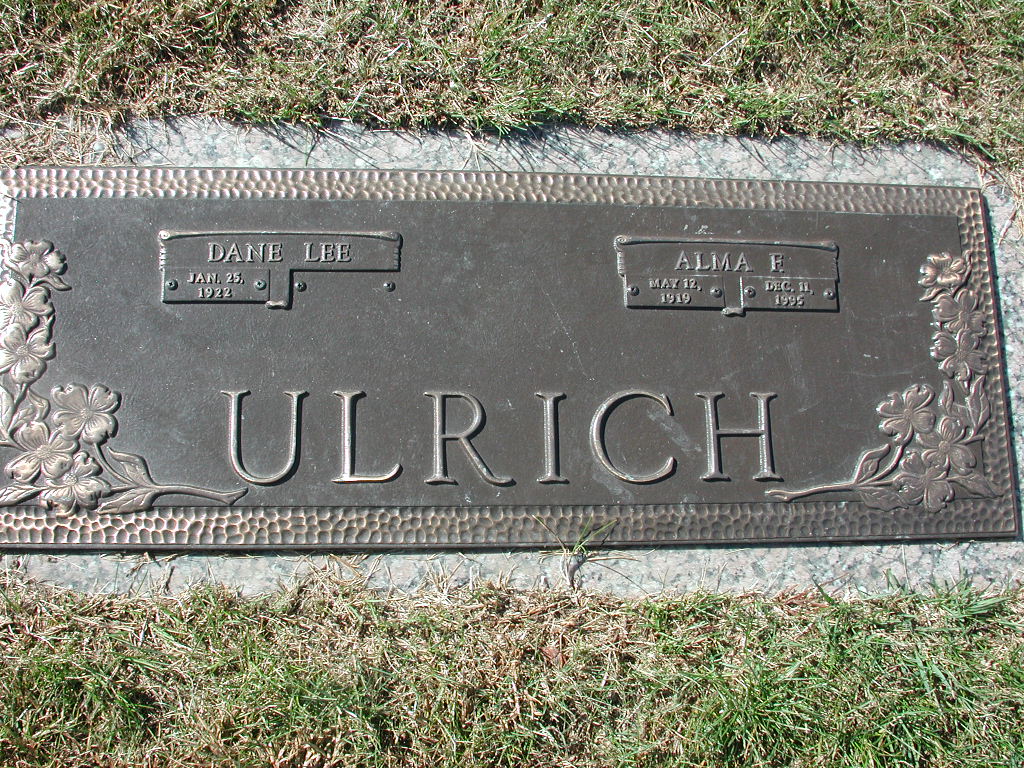 DANE LEE
JAN. 25,
1922
ALMA F.
MAY 12,
1919
DEC. 11,
1995
ULRICH